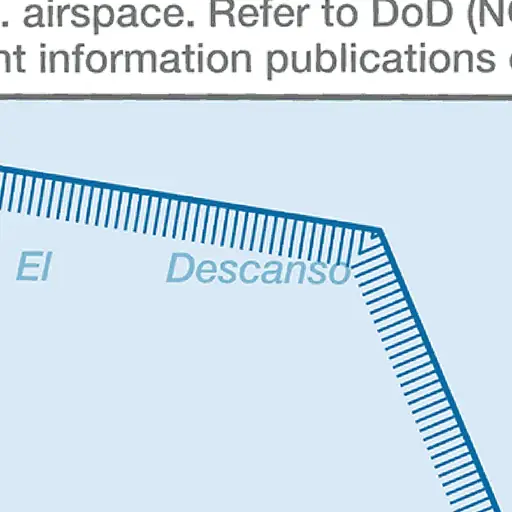 . airspace. Refer to DoD (N
nt information publications
El Descanso